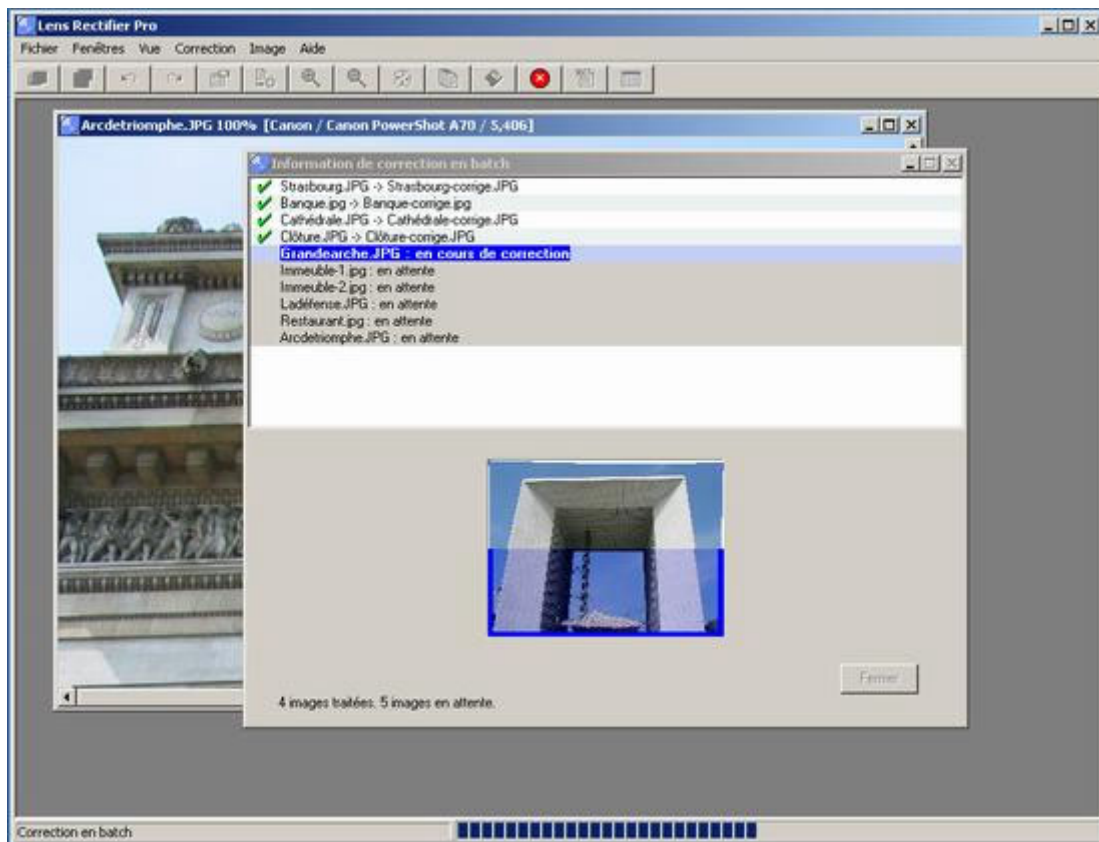 Lens Rectifier Pro
Fichier Fenêtres Vue Correction Image Aide
Arcdetriomphe.JPG 100% [Canon / Canon PowerShot A70 / 5,406]
Information de correction en batch
Strasbourg.JPG -> Strasbourg-corrige.JPG
Banque.jpg -> Banque-corrige.jpg
Cathédrale.JPG -> Cathédrale-corrige.JPG
Clôture.JPG -> Clôture-corrige.JPG
Grandearche.JPG : en cours de correction
Immeuble-1.jpg : en attente
Immeuble-2.jpg : en attente
Ladéfense.JPG : en attente
Restaurant.jpg : en attente
Arcdetriomphe.JPG : en attente
Fermer
4 images traitées. 5 images en attente.
Correction en batch